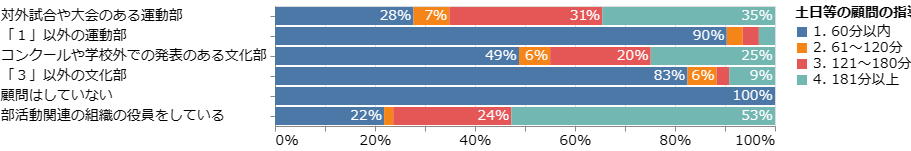 対外試合や大会のある運動部 28% 7% 31% 35%
「１」以外の運動部 90%
コンクールや学校外での発表のある文化部 49% 6% 20% 25%
「３」以外の文化部 83% 6% 9%
顧問はしていない 100%
部活動関連の組織の役員をしている 22% 24% 53%
0% 20% 40% 60% 80% 100%
土日等の顧問の指
1. 60分以内
2. 61～120分
3. 121～180分
4. 181分以上